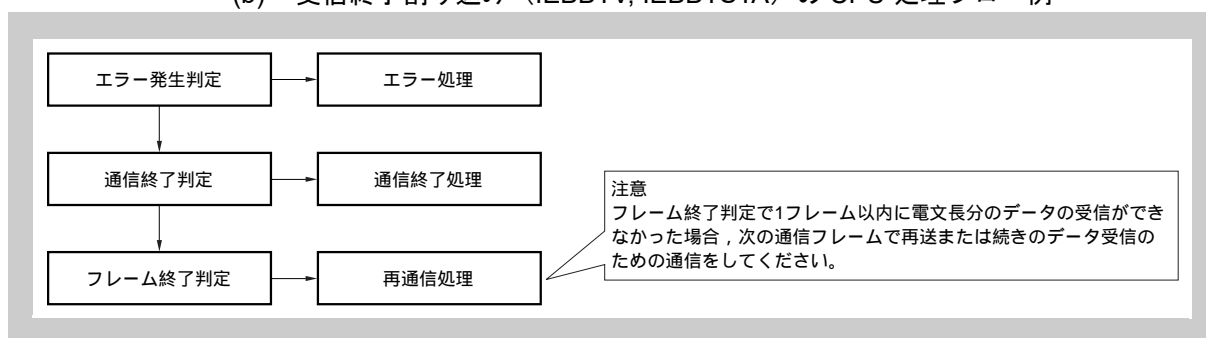 エラー発生判定
エラー処理
通信終了判定
通信終了処理
フレーム終了判定
再通信処理
注意
フレーム終了判定で1フレーム以内に電文長分のデータの受信ができ
なかった場合，次の通信フレームで再送または続きのデータ受信の
ための通信をしてください。